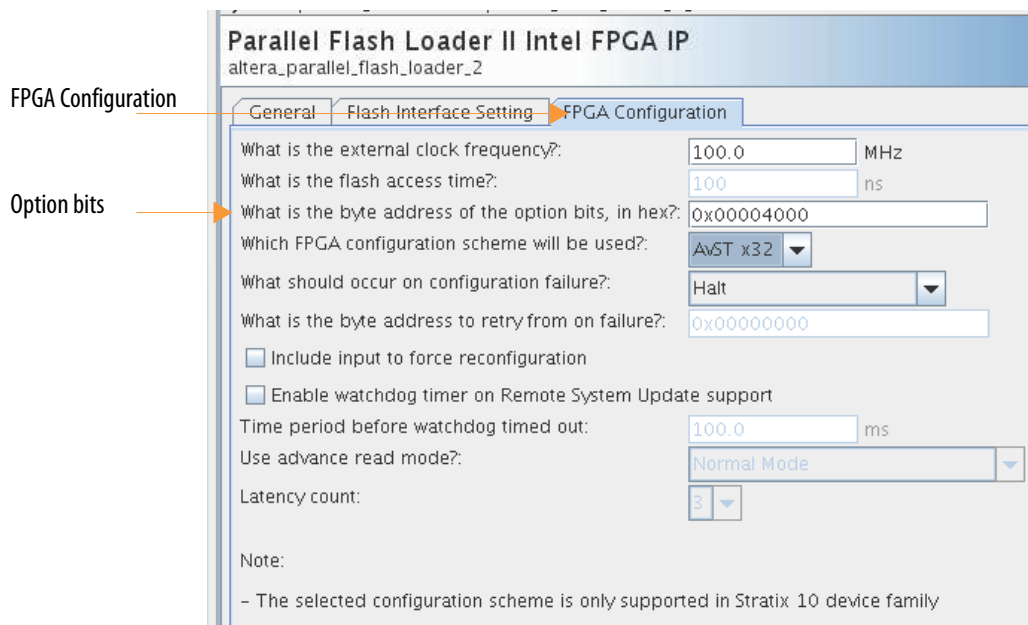 Parallel Flash Loader II Intel FPGA IP
altera_parallel_flash_loader_2
FPGA Configuration
General Flash Interface Setting FPGA Configuration
What is the external clock frequency?: 100.0 MHz
What is the flash access time?: 100 ns
Option bits
What is the byte address of the option bits, in hex?: 0x00004000
Which FPGA configuration scheme will be used?: AvST x32
What should occur on configuration failure?: Halt
What is the byte address to retry from on failure?: 0x00000000
Include input to force reconfiguration
Enable watchdog timer on Remote System Update support
Time period before watchdog timed out: 100.0 ms
Use advance read mode?: Normal Mode
Latency count: 3
Note:
- The selected configuration scheme is only supported in Stratix 10 device family